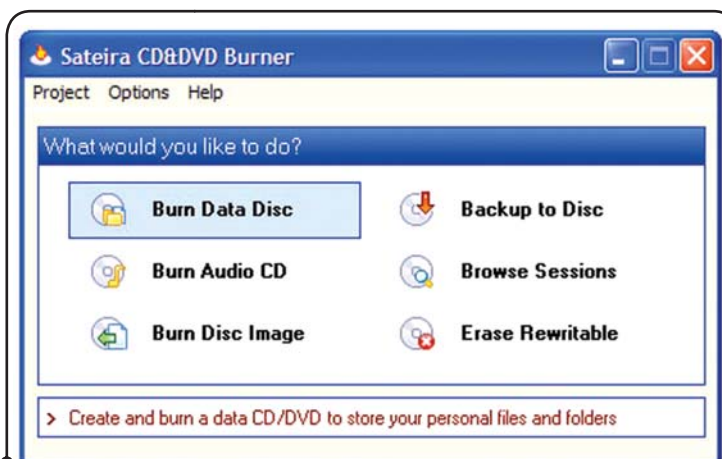 Sateira CD&DVD Burner
Project Options Help
What would you like to do?
Burn Data Disc
Backup to Disc
Burn Audio CD
Browse Sessions
Burn Disc Image
Erase Rewritable
> Create and burn a data CD/DVD to store your personal files and folders